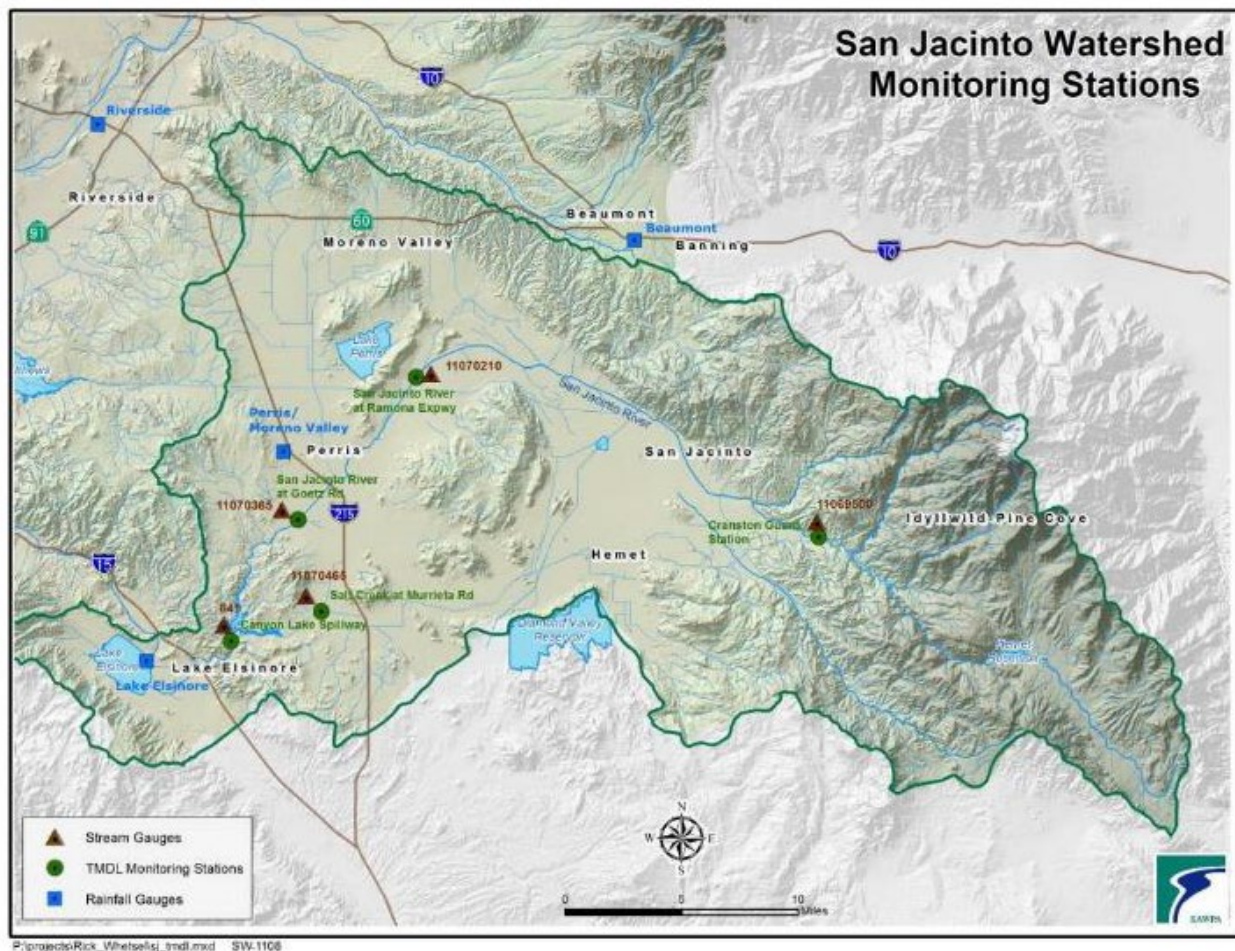 San Jacinto Watershed
Monitoring Stations
10
Riverside
Riverside
91
60
Moreno Valley
Beaumont
Beaumont
Banning
10
Lake
Perris
11070210
San Jacinto River
at Ramona Expwy
San Jacinto River
Perris/
Moreno Valley
Perris
San Jacinto
San Jacinto River
at Goetz Rd
11070365
215
Cranston Guard
Station
Idyllwild-Pine Cove
Hemet
15
11070465
Salt Creek at Murrieta Rd
Canyon Lake Spillway
Diamond Valley
Reservoir
Lake
Elsinore
Lake Elsinore
Lake Elsinore
Stream Gauges
TMDL Monitoring Stations
Rainfall Gauges
N
W
E
S
0
5
10
Miles
SAWPA
SW-1108